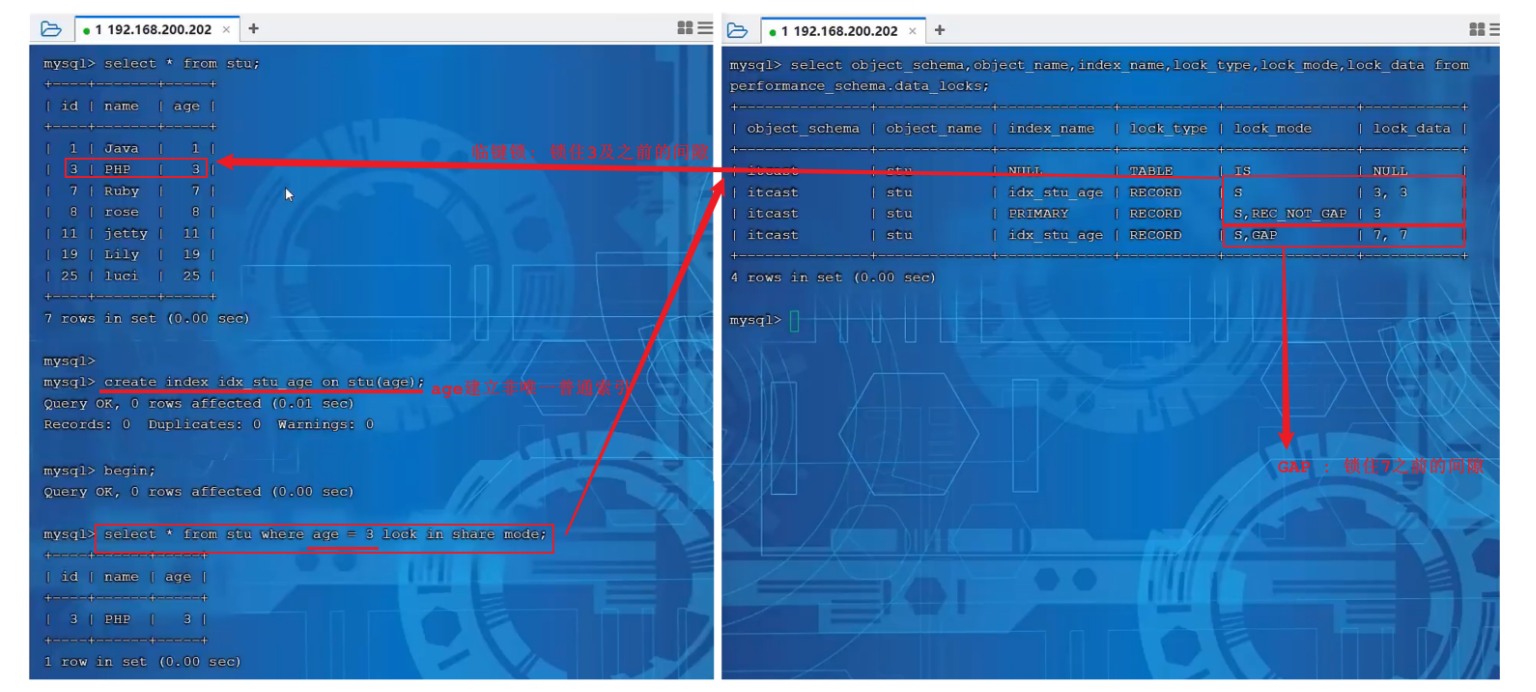 1 192.168.200.202 × +
mysql> select * from stu;
+----+-------+-----+
| id | name  | age |
+----+-------+-----+
|  1 | Java  |   1 |
|  3 | PHP   |   3 |
|  7 | Ruby  |   7 |
|  8 | rose  |   8 |
| 11 | jetty |  11 |
| 19 | Lily  |  19 |
| 25 | luci  |  25 |
+----+-------+-----+
7 rows in set (0.00 sec)
mysql>
mysql> create index idx_stu_age on stu(age);
age建立非唯一普通索引
Query OK, 0 rows affected (0.01 sec)
Records: 0  Duplicates: 0  Warnings: 0
mysql> begin;
Query OK, 0 rows affected (0.00 sec)
mysql> select * from stu where age = 3 lock in share mode;
+----+------+-----+
| id | name | age |
+----+------+-----+
|  3 | PHP  |   3 |
+----+------+-----+
1 row in set (0.00 sec)
临键锁、锁住3及之前的间隙
1 192.168.200.202 × +
mysql> select object_schema,object_name,index_name,lock_type,lock_mode,lock_data from
performance_schema.data_locks;
+---------------+-------------+-------------+-----------+---------------+-----------+
| object_schema | object_name | index_name  | lock_type | lock_mode     | lock_data |
+---------------+-------------+-------------+-----------+---------------+-----------+
| itcast        | stu         | NULL        | TABLE     | IS            | NULL      |
| itcast        | stu         | idx_stu_age | RECORD    | S             | 3, 3      |
| itcast        | stu         | PRIMARY     | RECORD    | S,REC_NOT_GAP | 3         |
| itcast        | stu         | idx_stu_age | RECORD    | S,GAP         | 7, 7      |
+---------------+-------------+-------------+-----------+---------------+-----------+
4 rows in set (0.00 sec)
mysql>
GAP : 锁住7之前的间隙